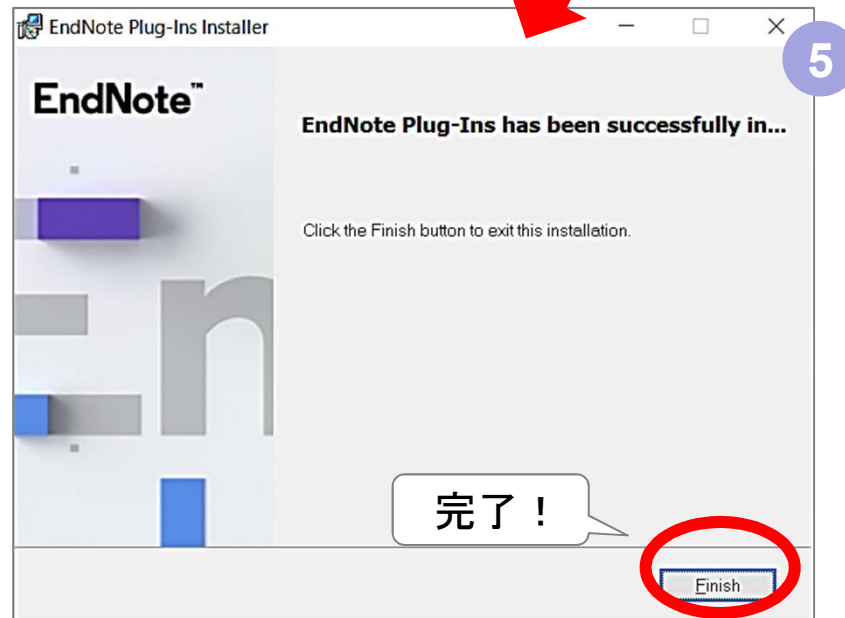 EndNote Plug-Ins Installer
5
EndNote™
EndNote Plug-Ins has been successfully in...
Click the Finish button to exit this installation.
En
完了！
Finish